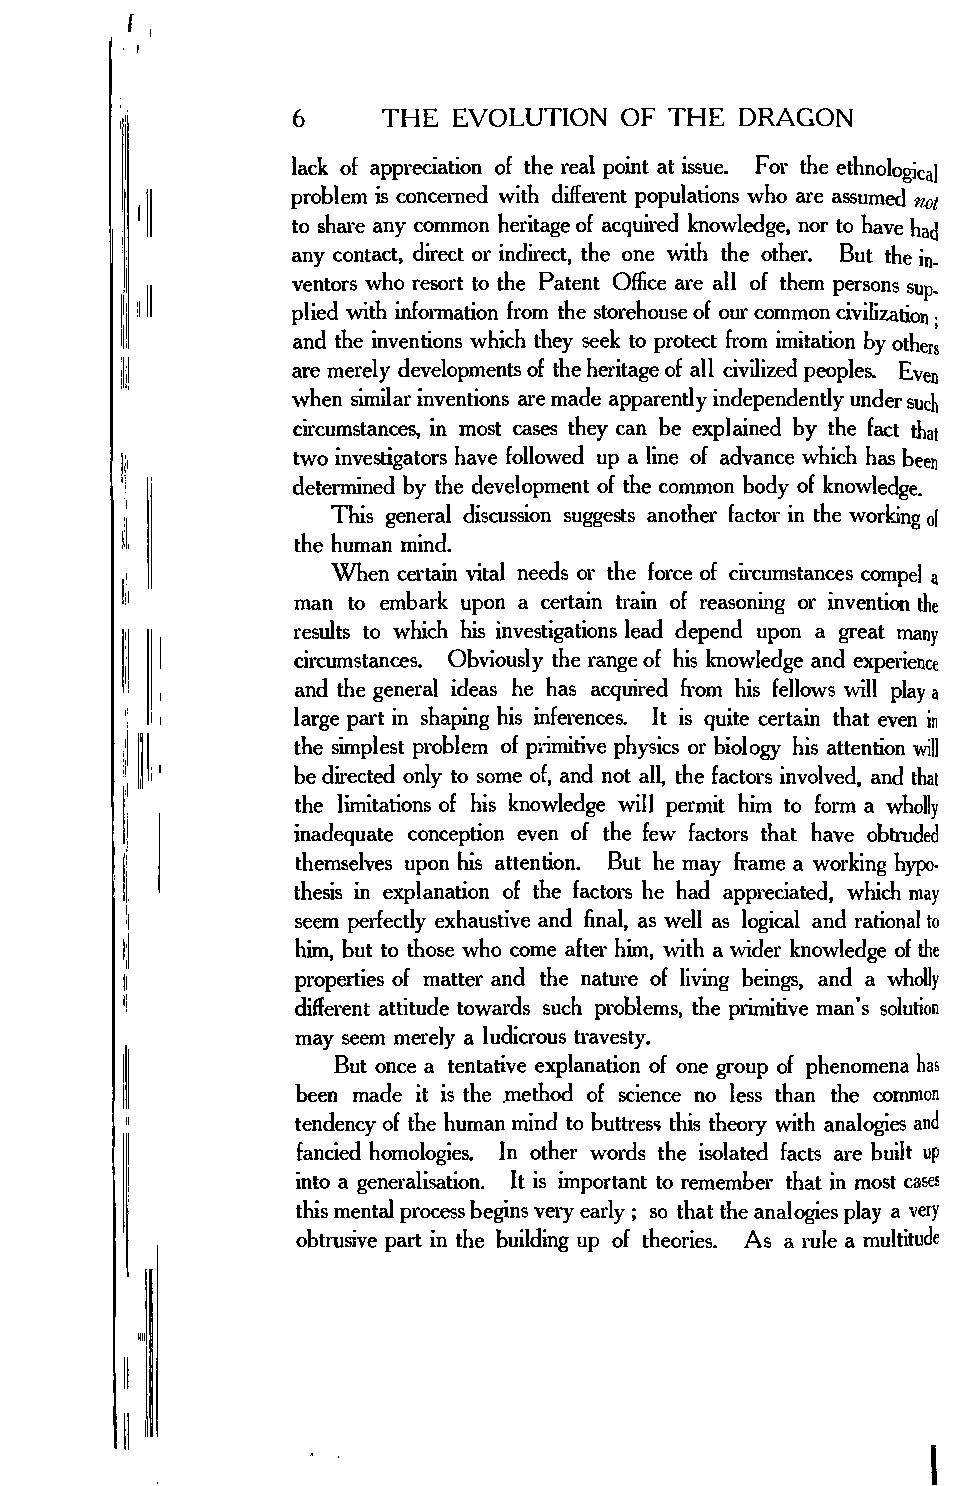 6 THE EVOLUTION OF THE DRAGON
lack of appreciation of the real point at issue. For the ethnological
problem is concerned with different populations who are assumed not
to share any common heritage of acquired knowledge, nor to have had
any contact, direct or indirect, the one with the other. But the in-
ventors who resort to the Patent Office are all of them persons sup-
plied with information from the storehouse of our common civilization ;
and the inventions which they seek to protect from imitation by others
are merely developments of the heritage of all civilized peoples. Even
when similar inventions are made apparently independently under such
circumstances, in most cases they can be explained by the fact that
two investigators have followed up a line of advance which has been
determined by the development of the common body of knowledge.
This general discussion suggests another factor in the working of
the human mind.
When certain vital needs or the force of circumstances compel a
man to embark upon a certain train of reasoning or invention the
results to which his investigations lead depend upon a great many
circumstances. Obviously the range of his knowledge and experience
and the general ideas he has acquired from his fellows will play a
large part in shaping his inferences. It is quite certain that even in
the simplest problem of primitive physics or biology his attention will
be directed only to some of, and not all, the factors involved, and that
the limitations of his knowledge will permit him to form a wholly
inadequate conception even of the few factors that have obtruded
themselves upon his attention. But he may frame a working hypo-
thesis in explanation of the factors he had appreciated, which may
seem perfectly exhaustive and final, as well as logical and rational to
him, but to those who come after him, with a wider knowledge of the
properties of matter and the nature of living beings, and a wholly
different attitude towards such problems, the primitive man's solution
may seem merely a ludicrous travesty.
But once a tentative explanation of one group of phenomena has
been made it is the method of science no less than the common
tendency of the human mind to buttress this theory with analogies and
fancied homologies. In other words the isolated facts are built up
into a generalisation. It is important to remember that in most cases
this mental process begins very early ; so that the analogies play a very
obtrusive part in the building up of theories. As a rule a multitude